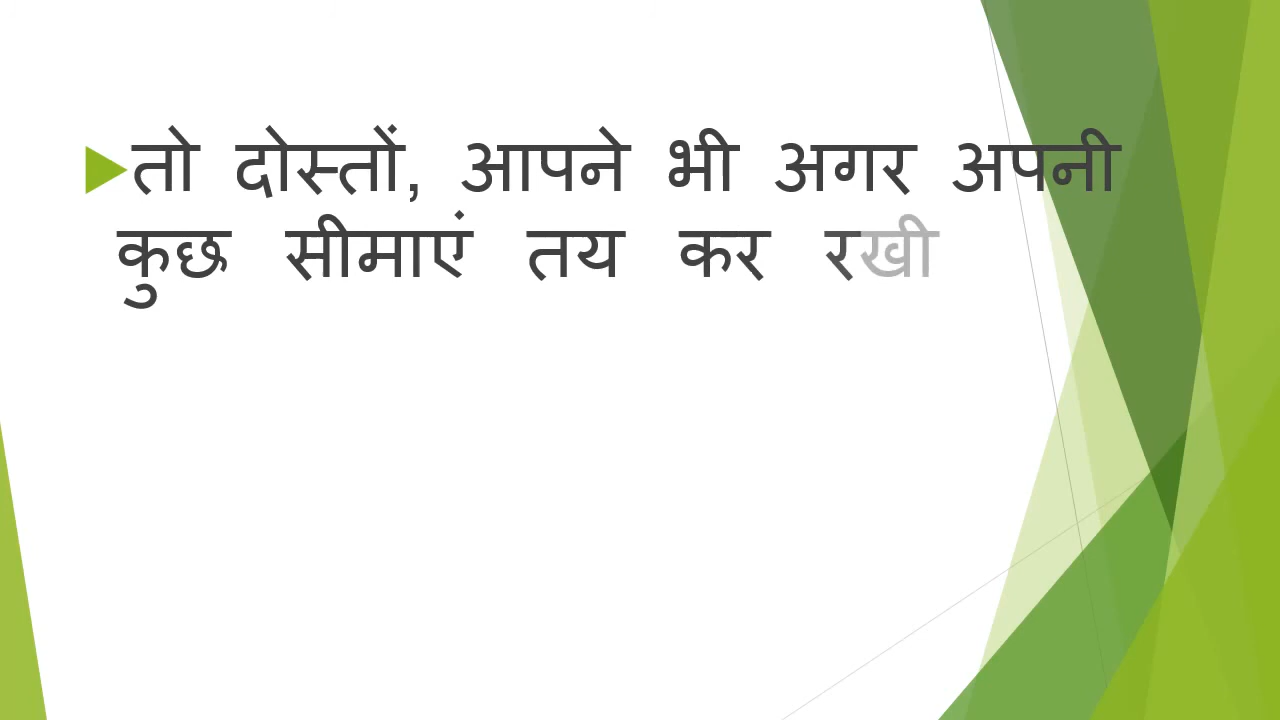 तो दोस्तों, आपने भी अगर अपनी
कुछ सीमाएं तय कर रखी